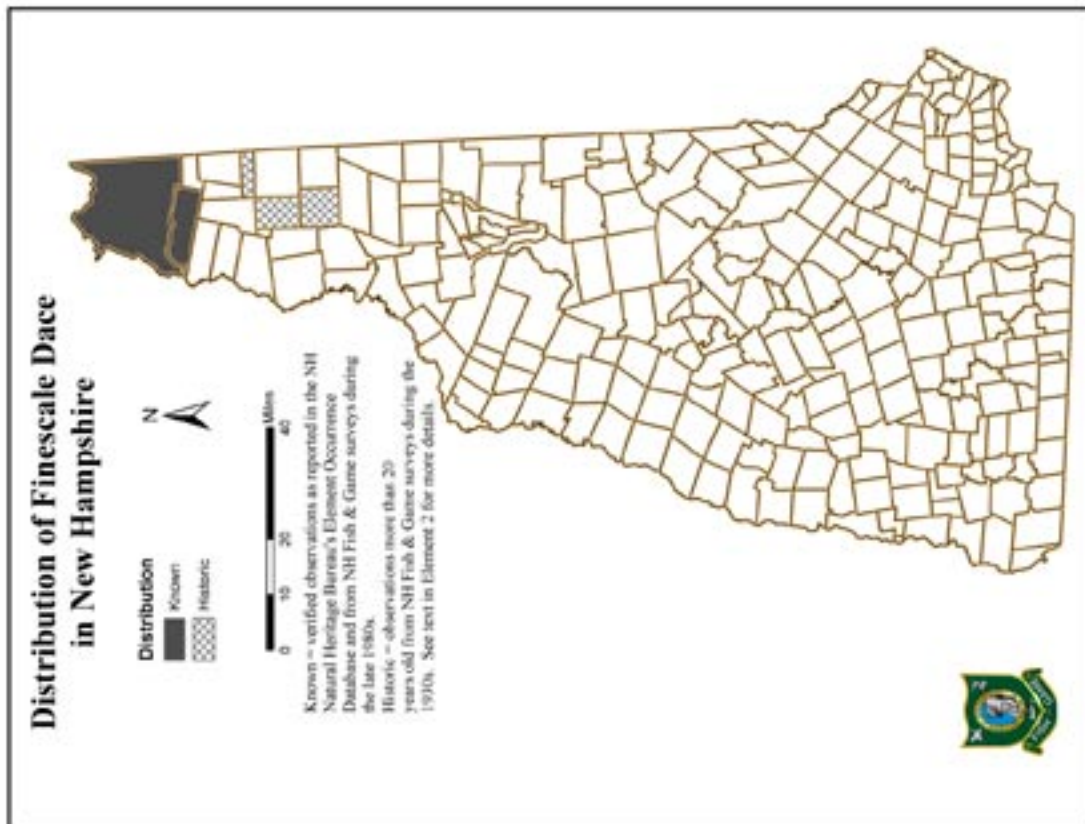 Distribution of Finescale Dace
in New Hampshire
Distribution
Known
Historic
N
0 10 20 40
Miles
Known = verified observations as reported in the NH
Natural Heritage Bureau's Element Occurrence
Database and from NH Fish & Game surveys during
the late 1980s.
Historic = observations more than 20
years old from NH Fish & Game surveys during the
1930s. See text in Element 2 for more details.